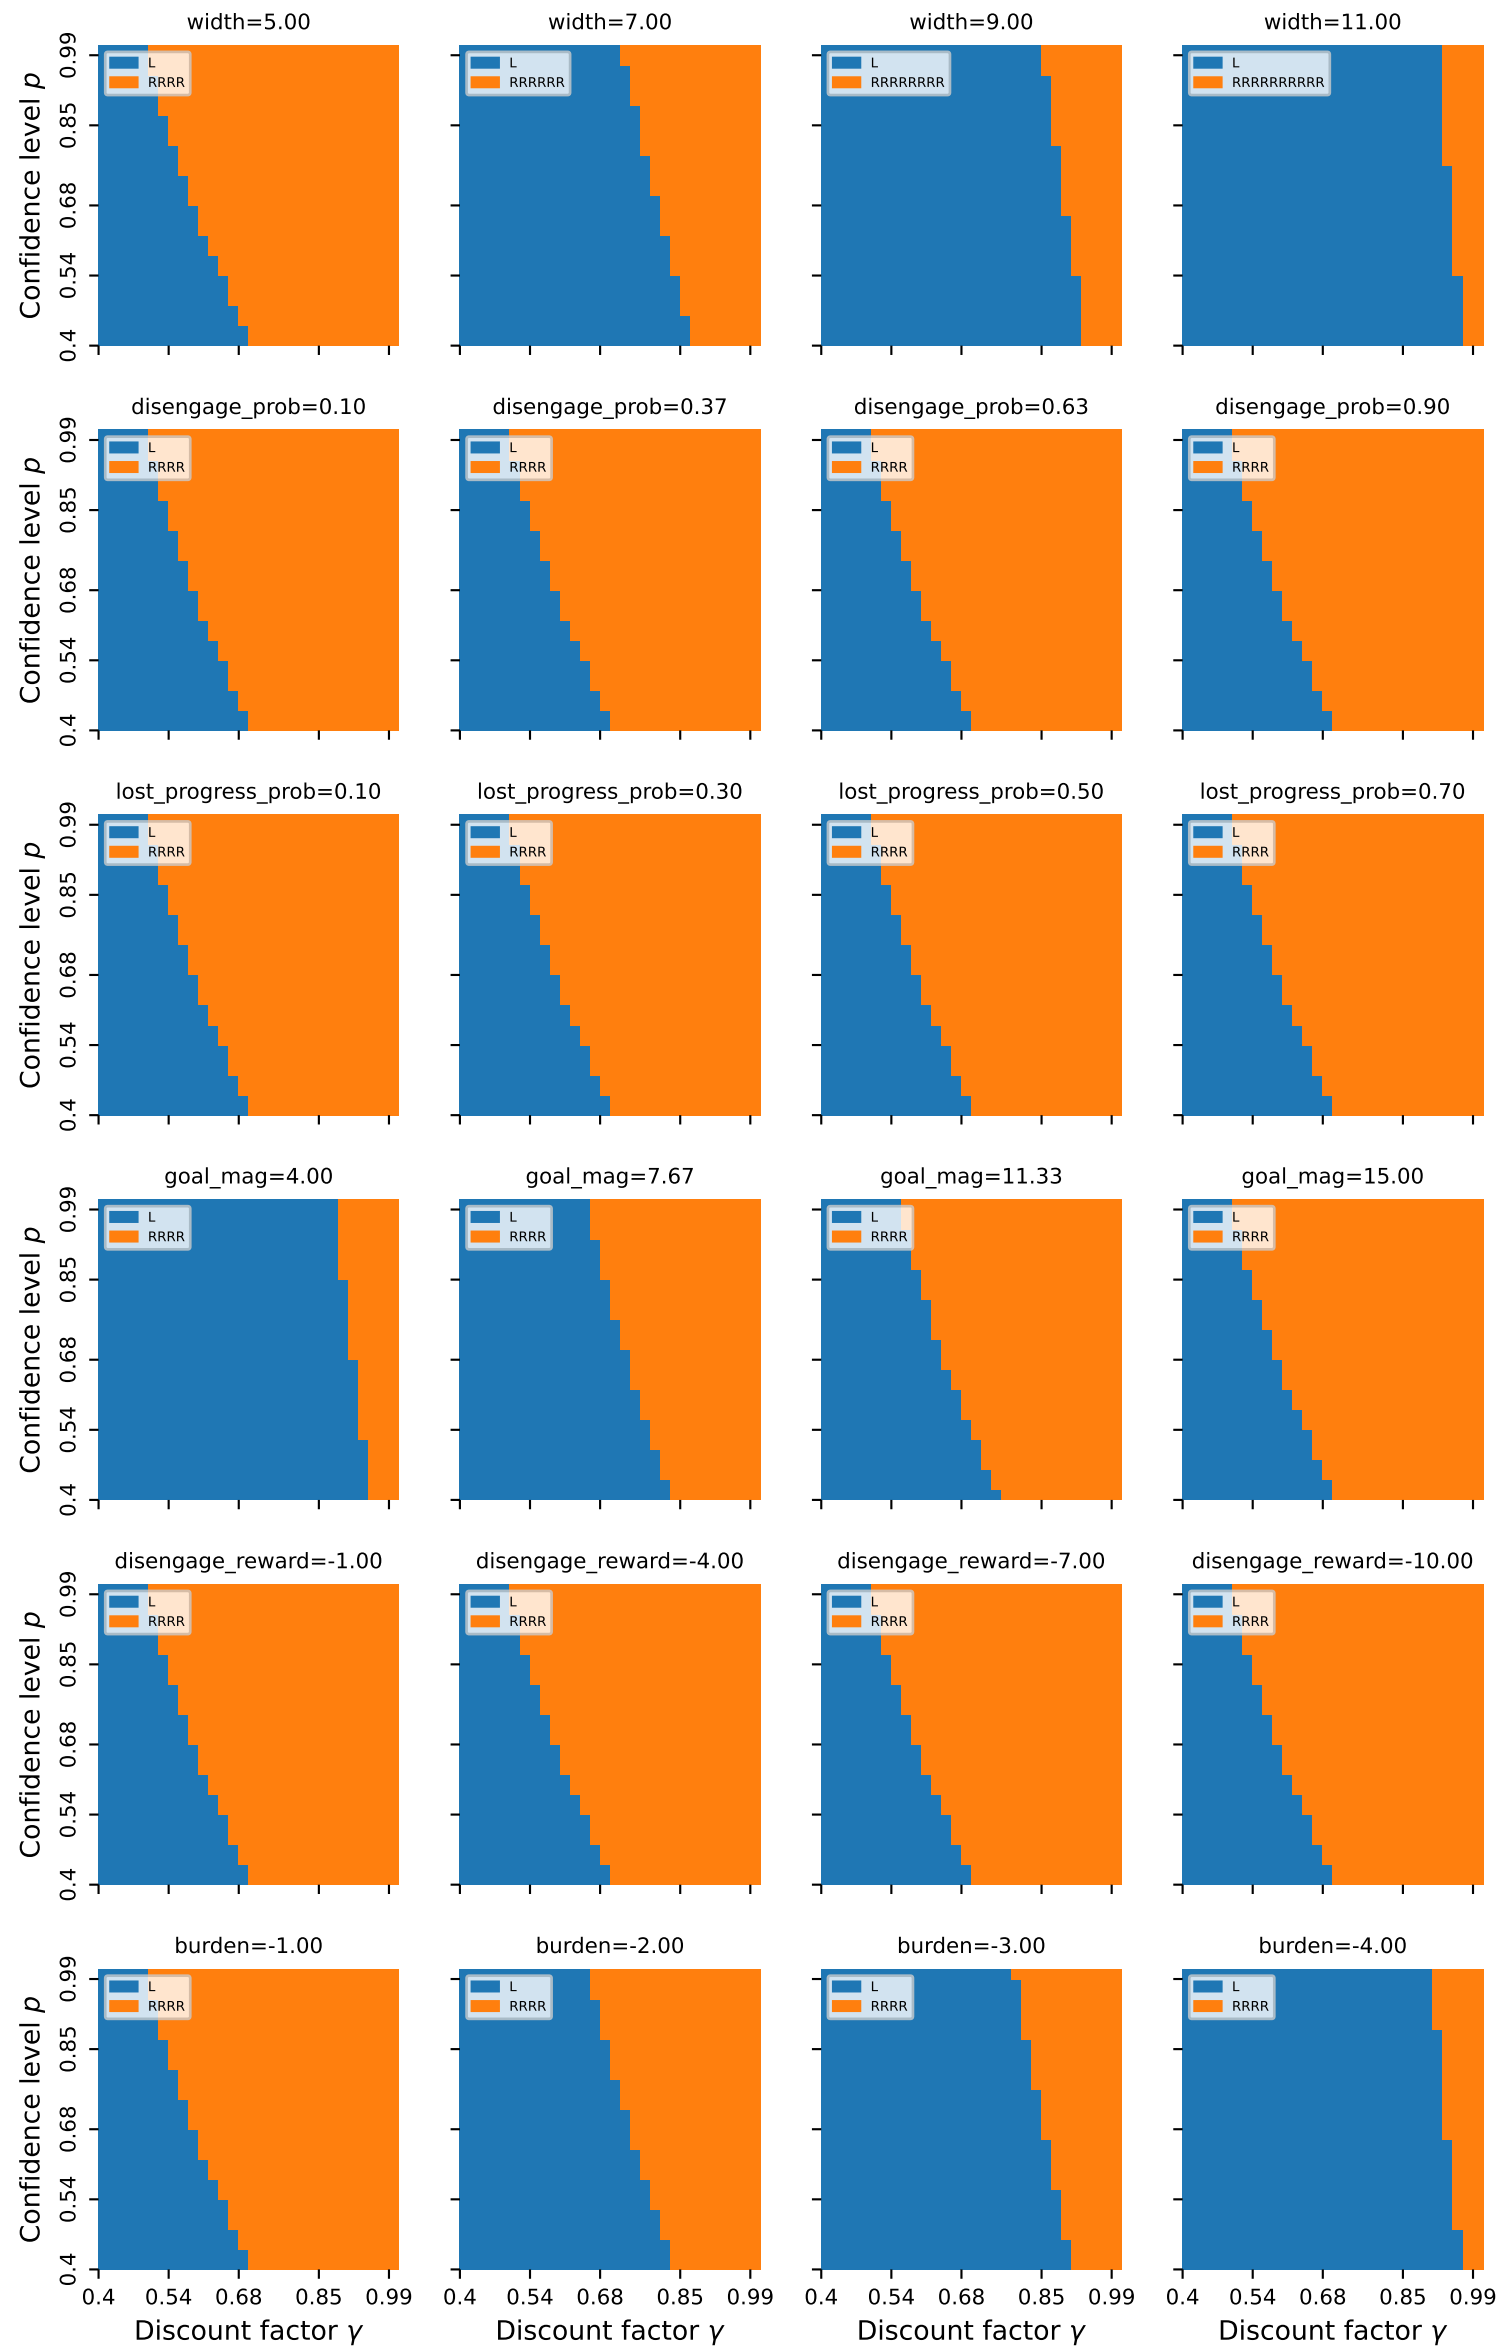 width=5.00
width=7.00
width=9.00
width=11.00
L
RRRR
L
RRRRRR
L
RRRRRRRR
L
RRRRRRRRRR
Confidence level p
0.99
0.85
0.68
0.54
0.4
disengage_prob=0.10
disengage_prob=0.37
disengage_prob=0.63
disengage_prob=0.90
L
RRRR
L
RRRR
L
RRRR
L
RRRR
Confidence level p
0.99
0.85
0.68
0.54
0.4
lost_progress_prob=0.10
lost_progress_prob=0.30
lost_progress_prob=0.50
lost_progress_prob=0.70
L
RRRR
L
RRRR
L
RRRR
L
RRRR
Confidence level p
0.99
0.85
0.68
0.54
0.4
goal_mag=4.00
goal_mag=7.67
goal_mag=11.33
goal_mag=15.00
L
RRRR
L
RRRR
L
RRRR
L
RRRR
Confidence level p
0.99
0.85
0.68
0.54
0.4
disengage_reward=-1.00
disengage_reward=-4.00
disengage_reward=-7.00
disengage_reward=-10.00
L
RRRR
L
RRRR
L
RRRR
L
RRRR
Confidence level p
0.99
0.85
0.68
0.54
0.4
burden=-1.00
burden=-2.00
burden=-3.00
burden=-4.00
L
RRRR
L
RRRR
L
RRRR
L
RRRR
Confidence level p
0.99
0.85
0.68
0.54
0.4
0.4 0.54 0.68 0.85 0.99
0.4 0.54 0.68 0.85 0.99
0.4 0.54 0.68 0.85 0.99
0.4 0.54 0.68 0.85 0.99
Discount factor γ
Discount factor γ
Discount factor γ
Discount factor γ